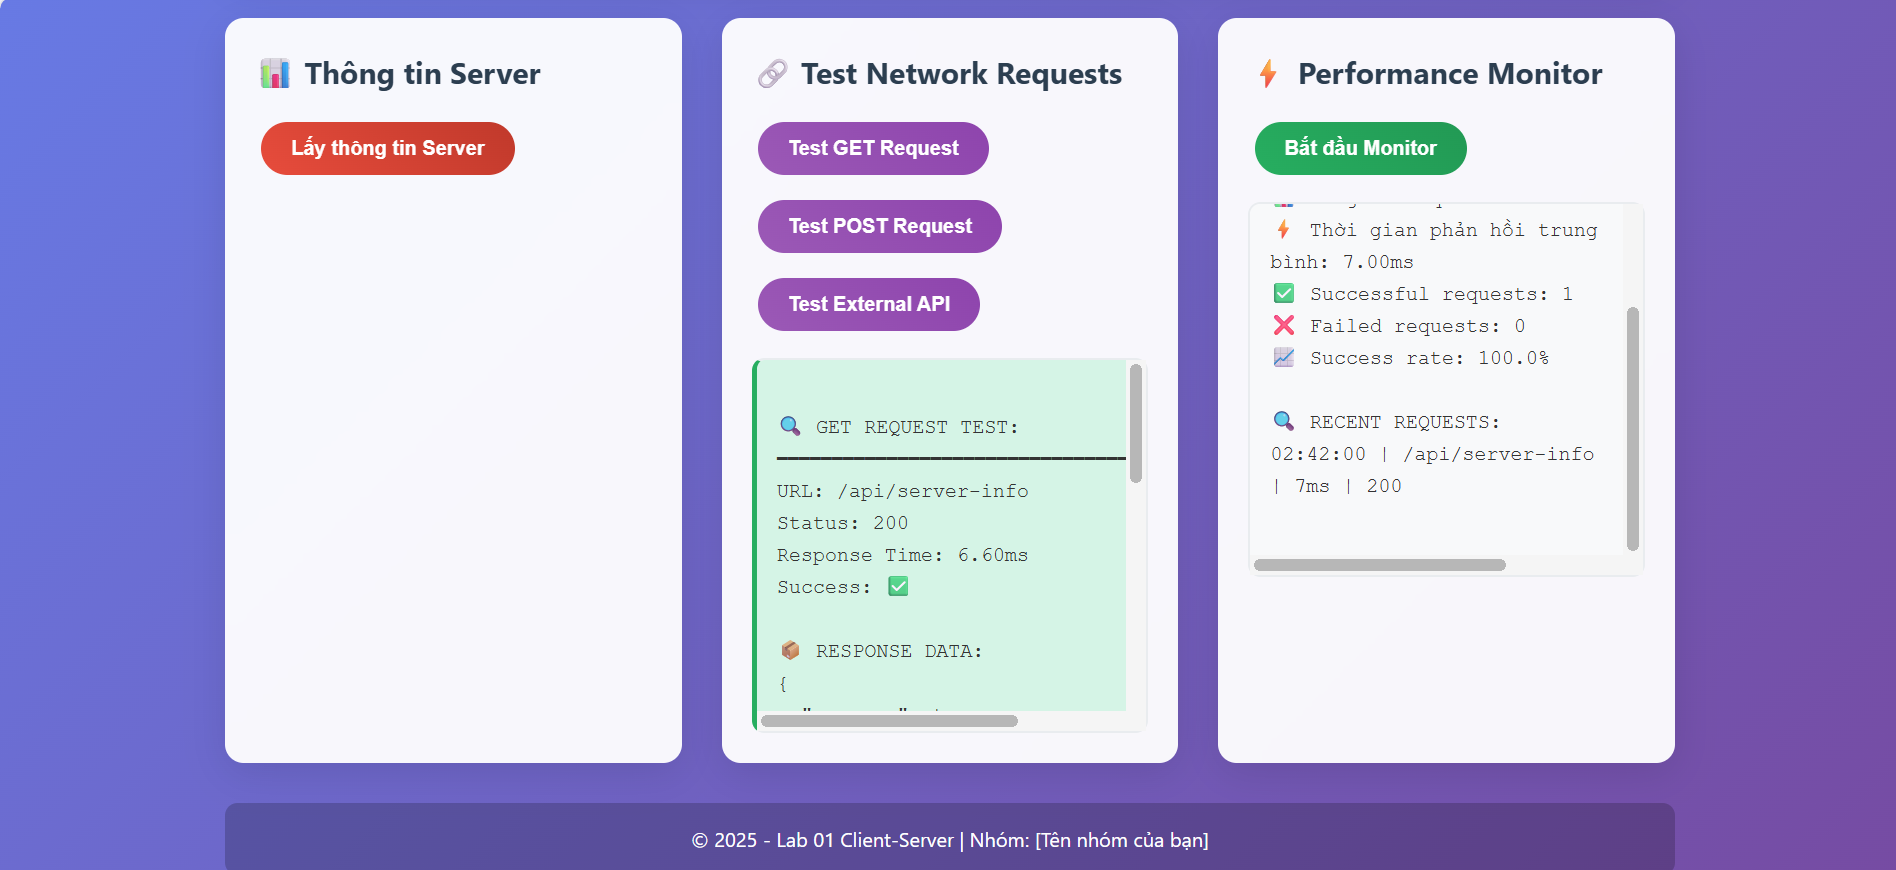 Thông tin Server
Lấy thông tin Server
Test Network Requests
Test GET Request
Test POST Request
Test External API
GET REQUEST TEST:
URL: /api/server-info
Status: 200
Response Time: 6.60ms
Success: ✅
RESPONSE DATA:
{
Performance Monitor
Bắt đầu Monitor
Thời gian phản hồi trung
bình: 7.00ms
Successful requests: 1
Failed requests: 0
Success rate: 100.0%
RECENT REQUESTS:
02:42:00 | /api/server-info
| 7ms | 200
© 2025 - Lab 01 Client-Server | Nhóm: [Tên nhóm của bạn]